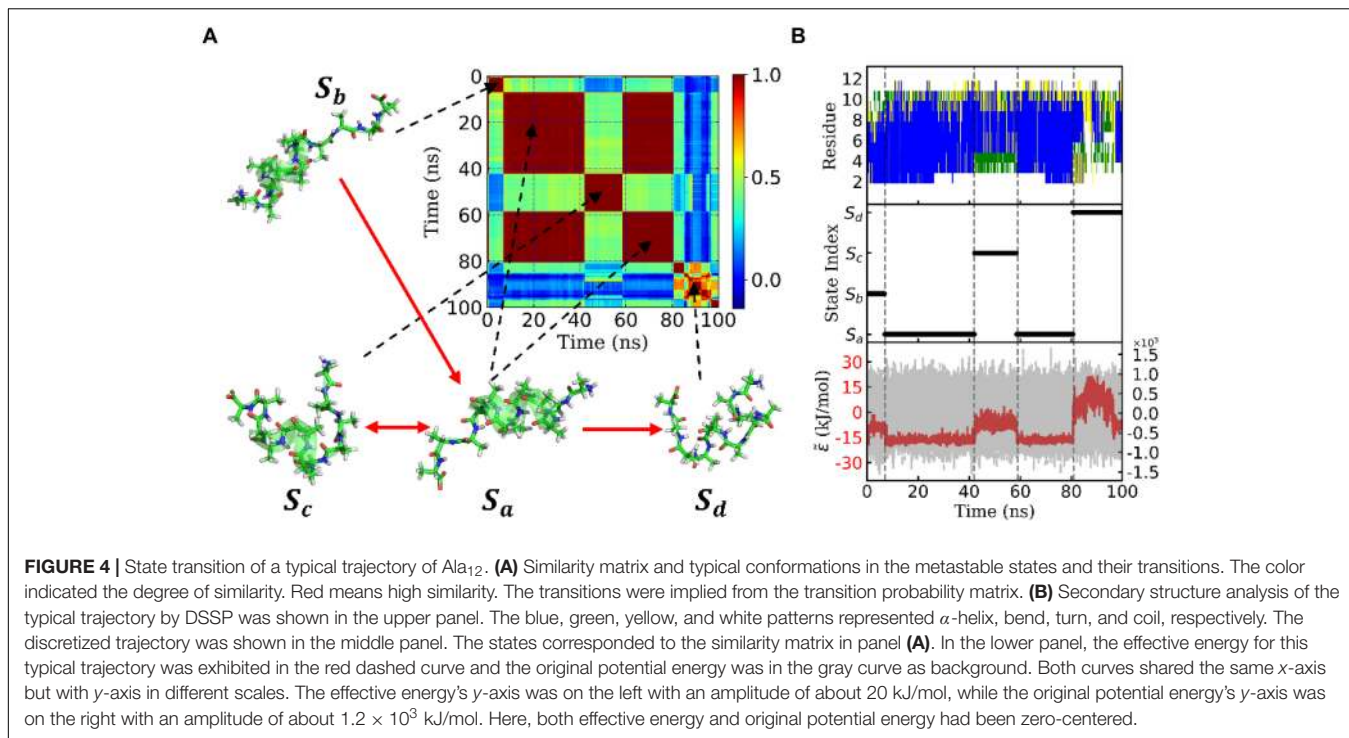 A
B
S_b
0
20
40
60
80
100
Time (ns)
0 20 40 60 80 100
Time (ns)
1.0
0.5
0.0
S_c
S_a
S_d
12
10
8
6
4
2
Residue
S_d
S_c
S_b
S_a
State Index
30
15
0
-15
-30
ε̃ (kJ/mol)
×10³
1.5
1.0
0.5
0.0
-0.5
-1.0
-1.5
0 20 40 60 80 100
Time (ns)
FIGURE 4 | State transition of a typical trajectory of Ala₁₂. (A) Similarity matrix and typical conformations in the metastable states and their transitions. The color
indicated the degree of similarity. Red means high similarity. The transitions were implied from the transition probability matrix. (B) Secondary structure analysis of the
typical trajectory by DSSP was shown in the upper panel. The blue, green, yellow, and white patterns represented α-helix, bend, turn, and coil, respectively. The
discretized trajectory was shown in the middle panel. The states corresponded to the similarity matrix in panel (A). In the lower panel, the effective energy for this
typical trajectory was exhibited in the red dashed curve and the original potential energy was in the gray curve as background. Both curves shared the same x-axis
but with y-axis in different scales. The effective energy's y-axis was on the left with an amplitude of about 20 kJ/mol, while the original potential energy's y-axis was
on the right with an amplitude of about 1.2 × 10³ kJ/mol. Here, both effective energy and original potential energy had been zero-centered.